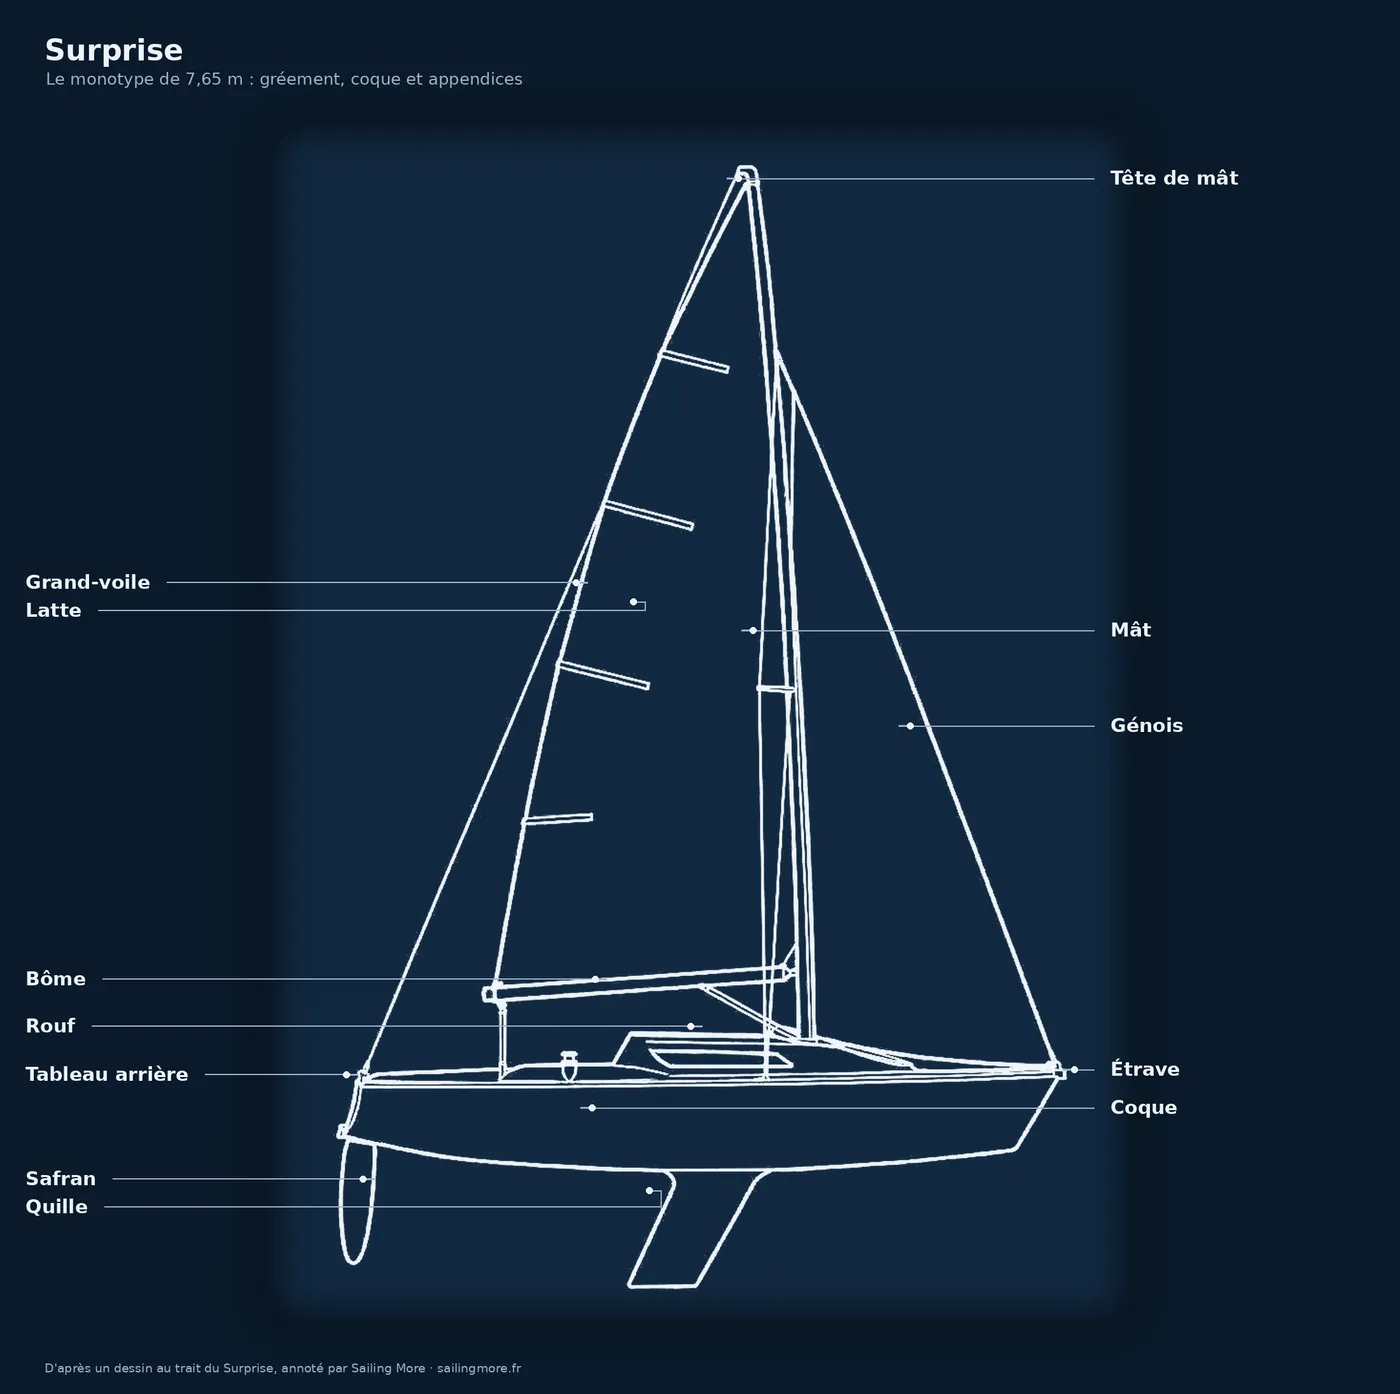 Surprise
Le monotype de 7,65 m : gréement, coque et appendices
Tête de mât
Grand-voile
Latte
Mât
Génois
Bôme
Rouf
Étrave
Tableau arrière
Coque
Safran
Quille
D'après un dessin au trait du Surprise, annoté par Sailing More · sailingmore.fr